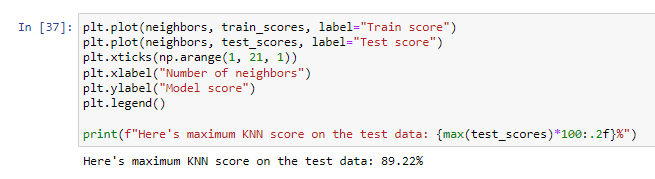 In [37]: plt.plot(neighbors, train_scores, label="Train score")
plt.plot(neighbors, test_scores, label="Test score")
plt.xticks(np.arange(1, 21, 1))
plt.xlabel("Number of neighbors")
plt.ylabel("Model score")
plt.legend()
print(f"Here's maximum KNN score on the test data: {max(test_scores)*100:.2f}%")
Here's maximum KNN score on the test data: 89.22%